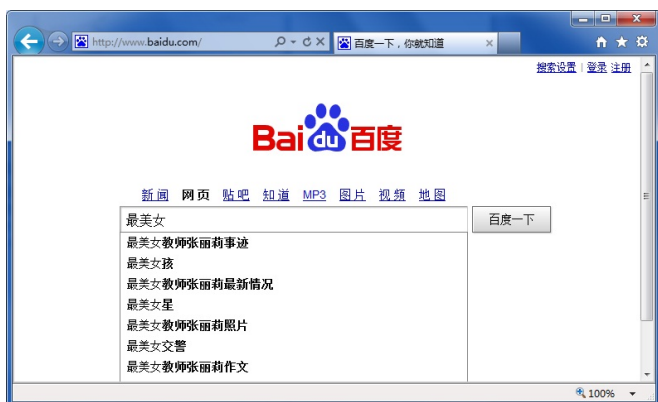 http://www.baidu.com/
百度一下，你就知道
搜索设置 | 登录 注册
Bai du 百度
新闻 网页 贴吧 知道 MP3 图片 视频 地图
最美女 百度一下
最美女教师张丽莉事迹
最美女孩
最美女教师张丽莉最新情况
最美女星
最美女教师张丽莉照片
最美女交警
最美女教师张丽莉作文
100%